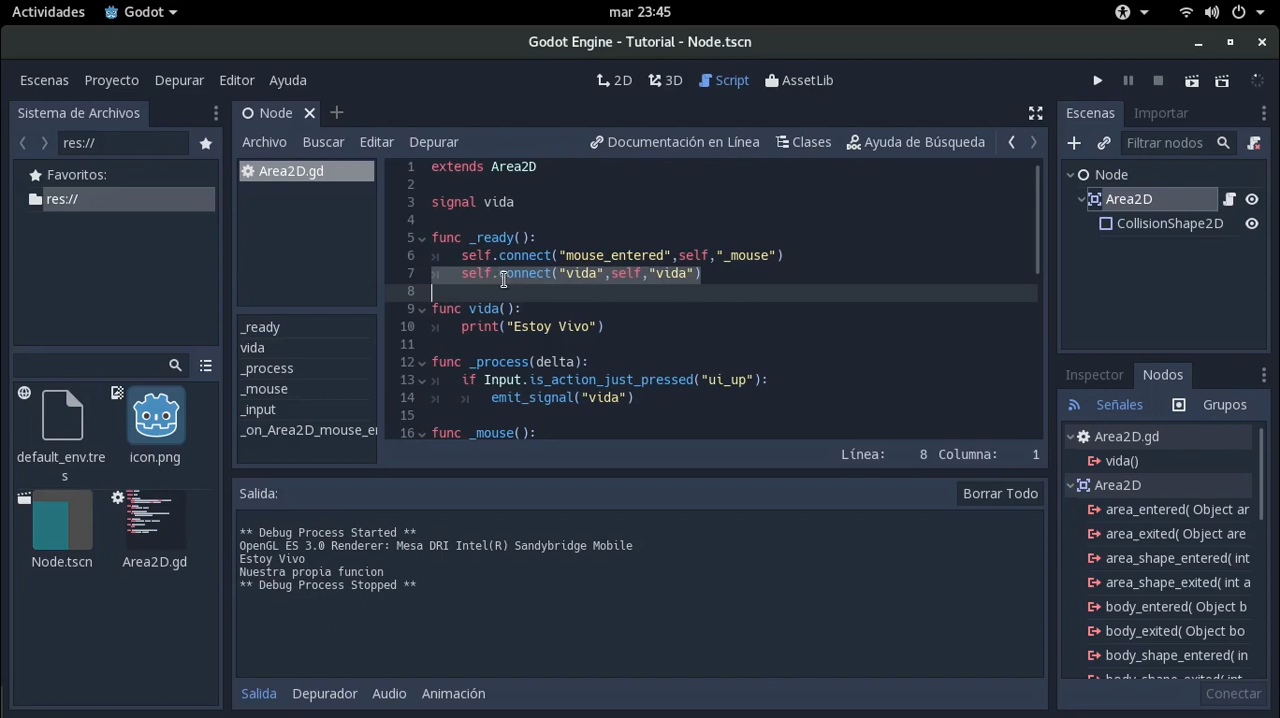 Actividades Godot mar 23:45
Godot Engine - Tutorial - Node.tscn
Escenas Proyecto Depurar Editor Ayuda 2D 3D Script AssetLib
Sistema de Archivos
res://
Favoritos:
res://
default_env.tre
s
icon.png
Node.tscn
Area2D.gd
Node
Archivo Buscar Editar Depurar Documentación en Línea Clases Ayuda de Búsqueda
Area2D.gd
_ready
vida
_process
_mouse
_input
_on_Area2D_mouse_en
1 extends Area2D
2
3 signal vida
4
5 func _ready():
6 self.connect("mouse_entered",self,"_mouse")
7 self.connect("vida",self,"vida")
8
9 func vida():
10 print("Estoy Vivo")
11
12 func _process(delta):
13 if Input.is_action_just_pressed("ui_up"):
14 emit_signal("vida")
15
16 func _mouse():
Línea: 8 Columna: 1
Salida: Borrar Todo
** Debug Process Started **
OpenGL ES 3.0 Renderer: Mesa DRI Intel(R) Sandybridge Mobile
Estoy Vivo
Nuestra propia funcion
** Debug Process Stopped **
Salida Depurador Audio Animación
Escenas Importar
Filtrar nodos
Node
Area2D
CollisionShape2D
Inspector Nodos
Señales Grupos
Area2D.gd
vida()
Area2D
area_entered( Object ar
area_exited( Object are
area_shape_entered( int
area_shape_exited( int a
body_entered( Object b
body_exited( Object bo
body_shape_entered( in
Conectar